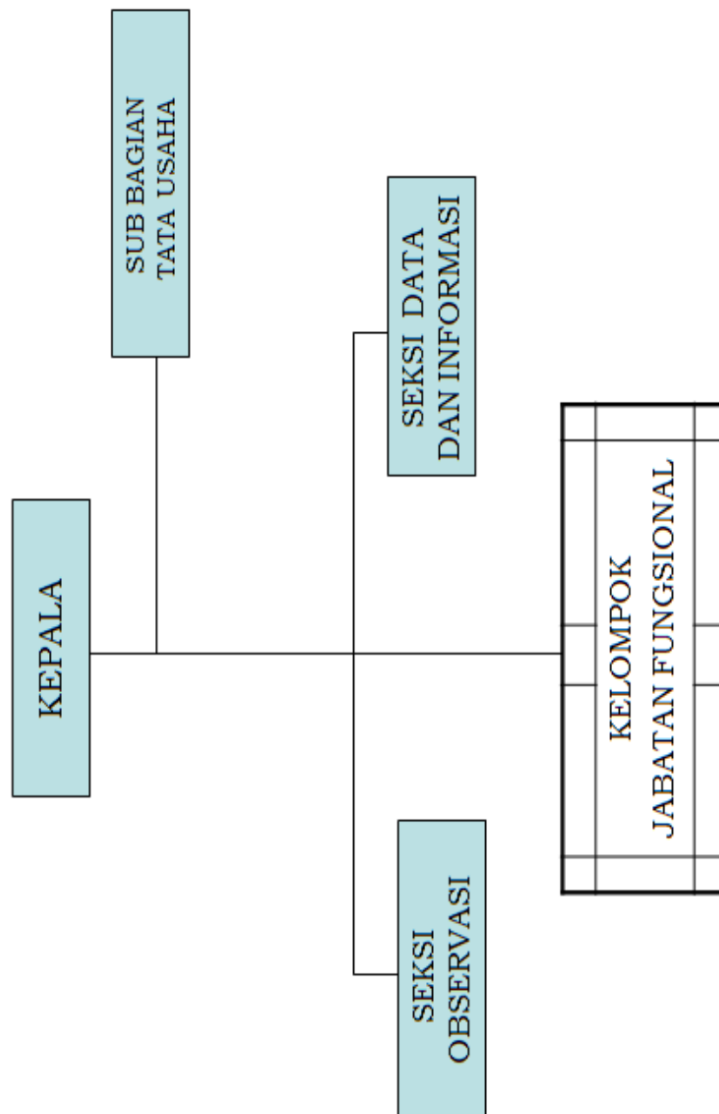 KEPALA
SUB BAGIAN
TATA USAHA
SEKSI
OBSERVASI
SEKSI DATA
DAN INFORMASI
KELOMPOK
JABATAN FUNGSIONAL